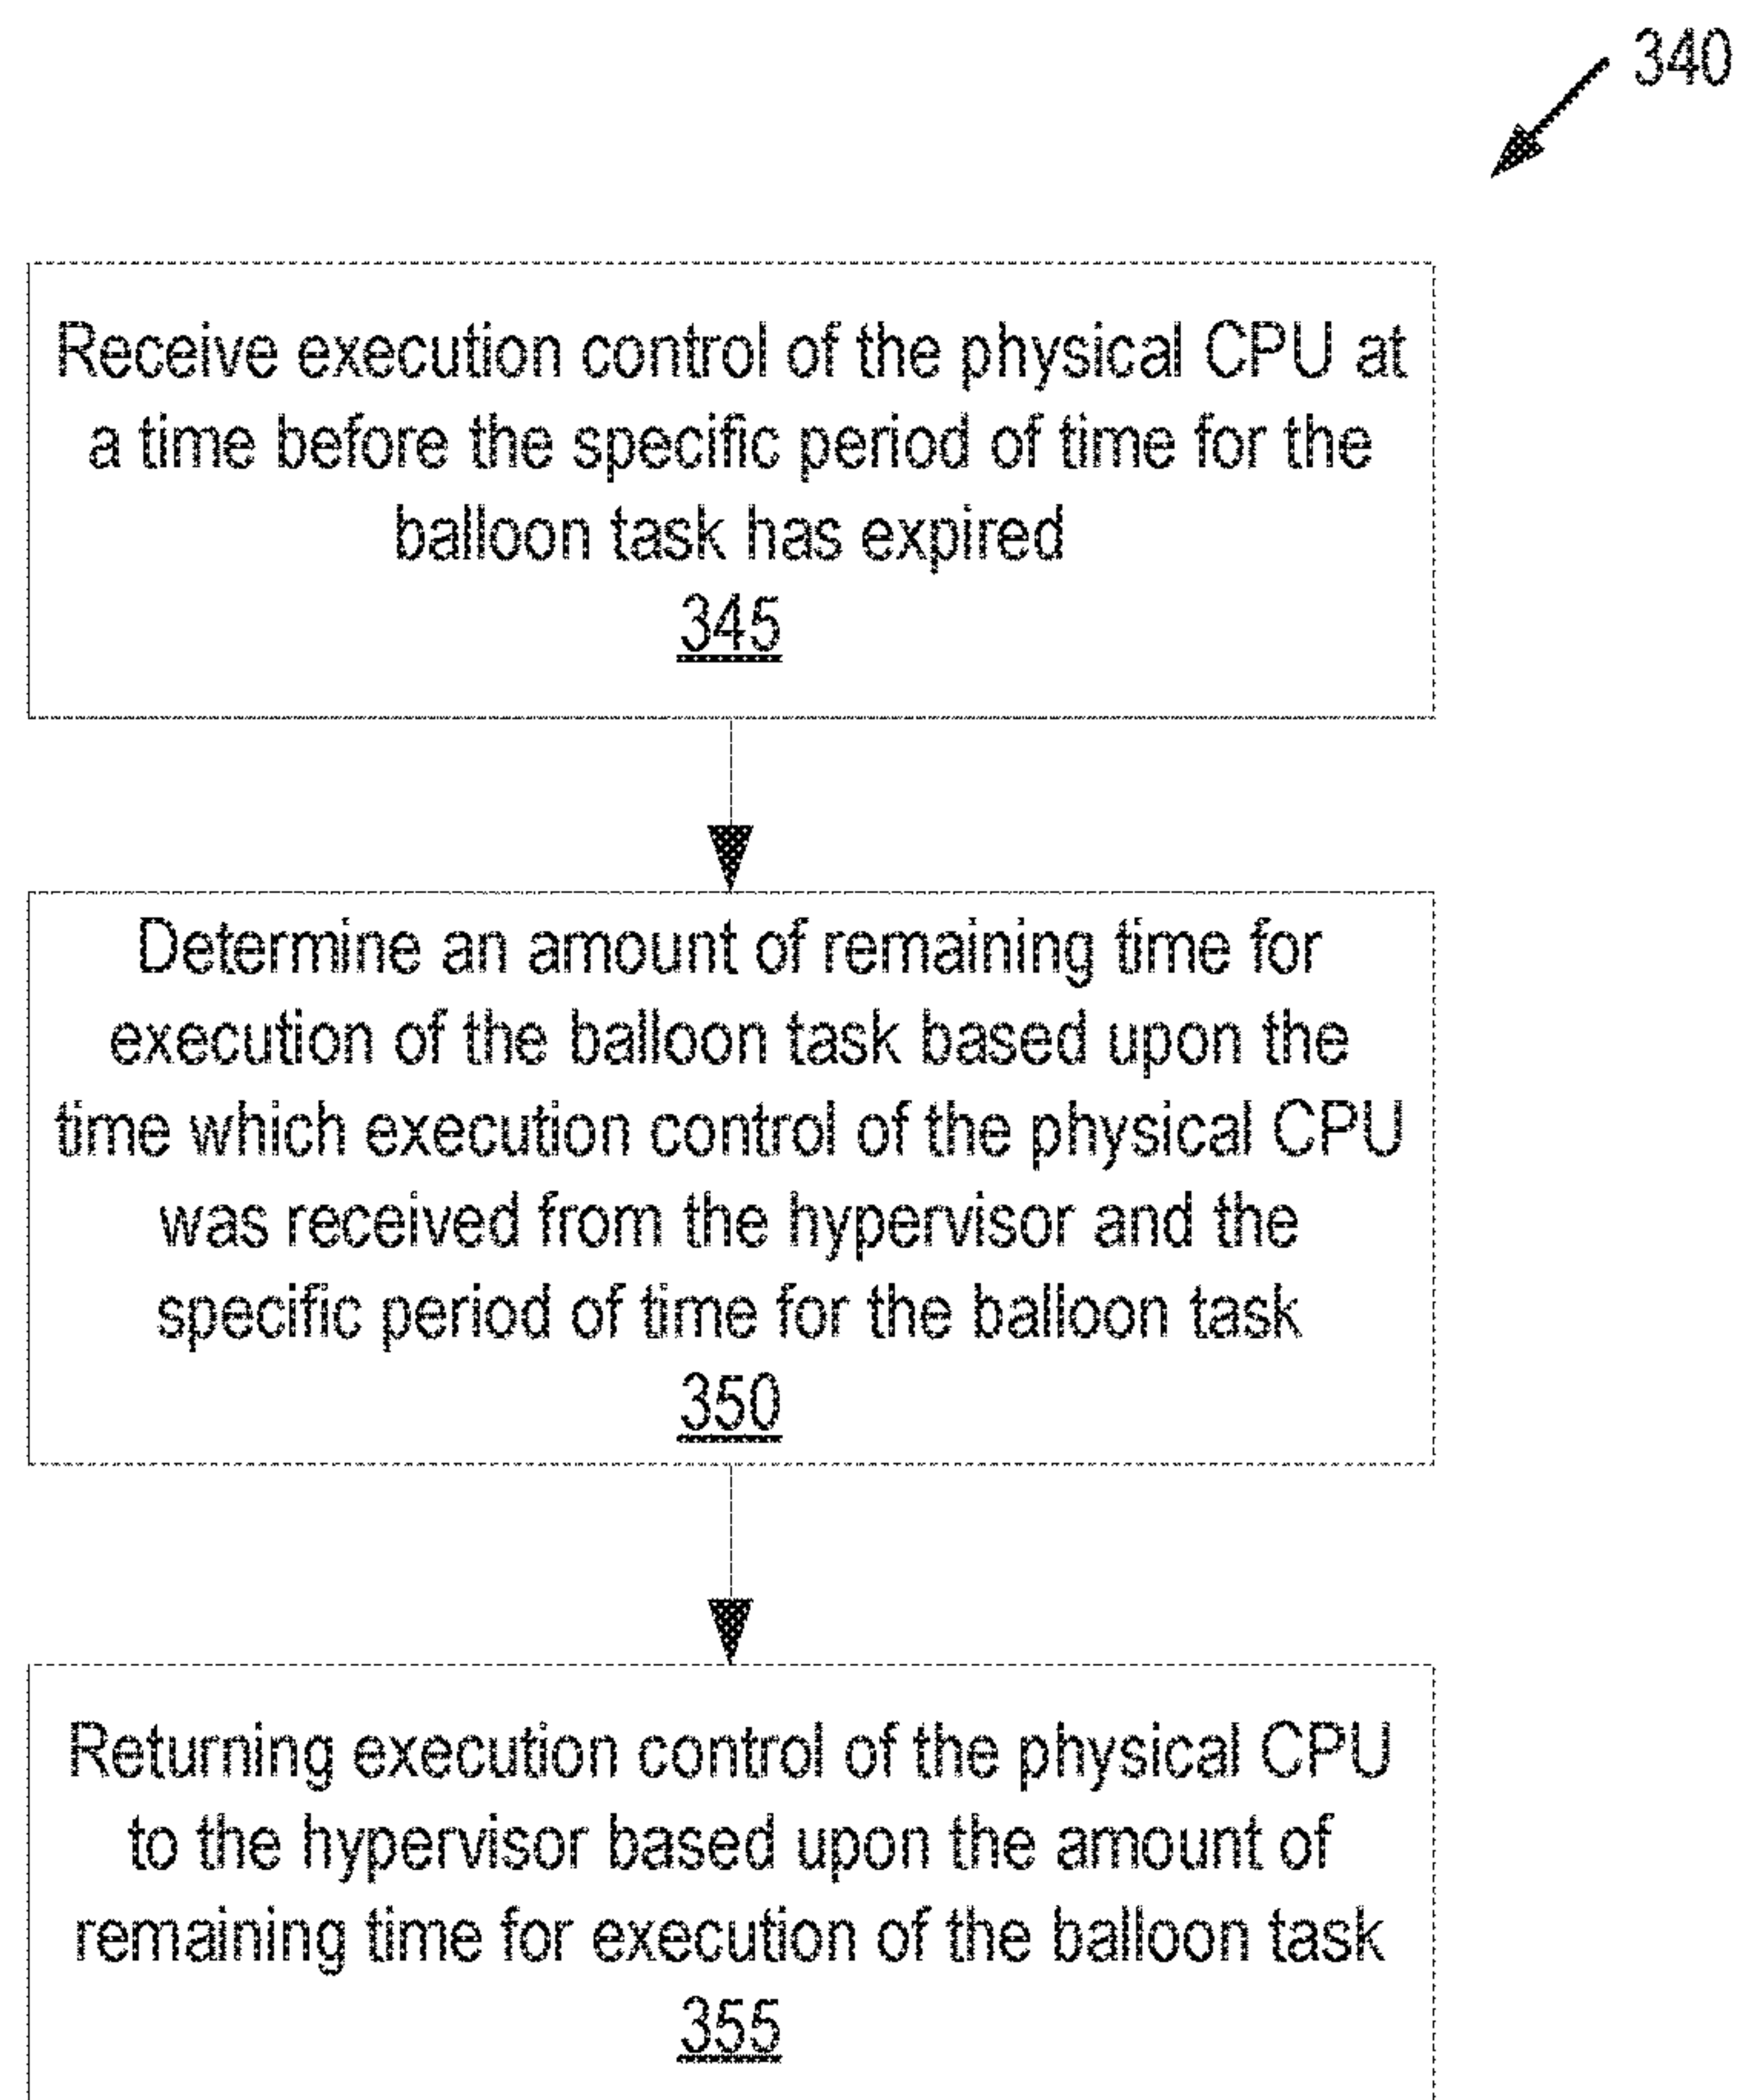 340
Receive execution control of the physical CPU at
a time before the specific period of time for the
balloon task has expired
345
Determine an amount of remaining time for
execution of the balloon task based upon the
time which execution control of the physical CPU
was received from the hypervisor and the
specific period of time for the balloon task
350
Returning execution control of the physical CPU
to the hypervisor based upon the amount of
remaining time for execution of the balloon task
355